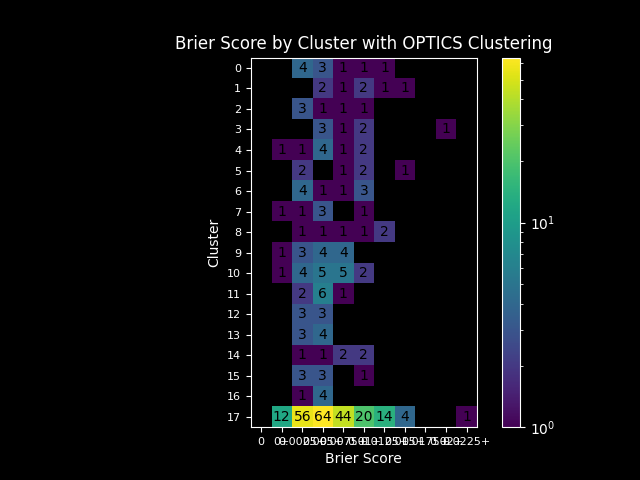 Brier Score by Cluster with OPTICS Clustering
0 4 3 1 1 1
1 2 1 2 1 1
2 3 1 1 1
3 3 1 2 1
4 1 1 4 1 2
5 2 1 2 1
6 4 1 1 3
7 1 1 3 1
8 1 1 1 1 2
9 1 3 4 4
10 1 4 5 5 2
11 2 6 1
12 3 3
13 3 4
14 1 1 2 2
15 3 3 1
16 1 4
17 12 56 64 44 20 14 4 1
0
Brier Score
Cluster
10¹
10⁰